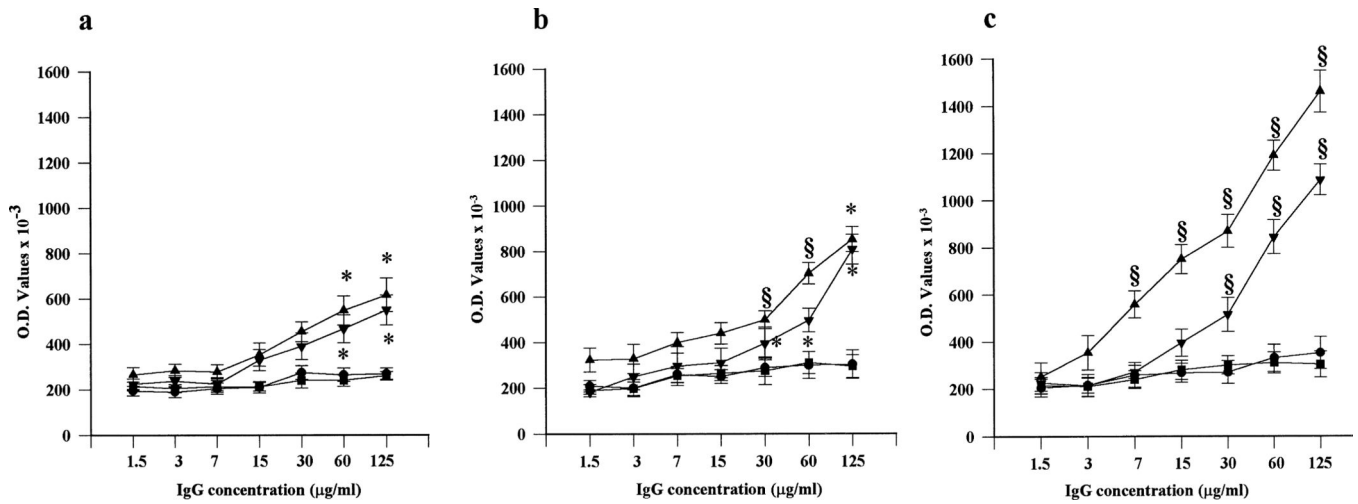 a
O.D. Values x 10-3
1600
1400
1200
1000
800
600
400
200
0
* *
* *
1.5 3 7 15 30 60 125
IgG concentration (μg/ml)
b
O.D. Values x 10-3
1600
1400
1200
1000
800
600
400
200
0
§ § *
* * *
1.5 3 7 15 30 60 125
IgG concentration (μg/ml)
c
O.D. Values x 10-3
1600
1400
1200
1000
800
600
400
200
0
§ § § § §
§ § §
1.5 3 7 15 30 60 125
IgG concentration (μg/ml)